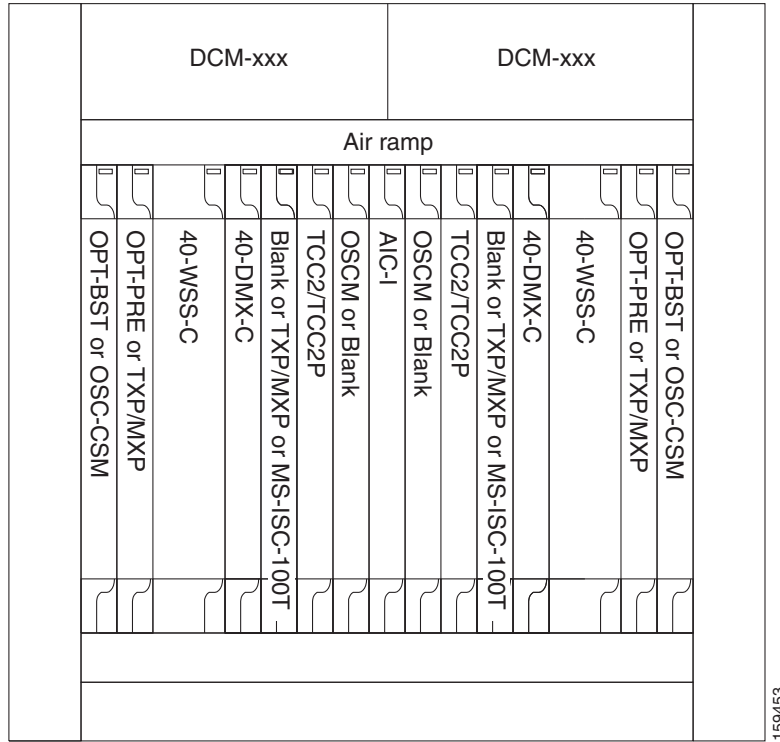 DCM-xxx
DCM-xxx
Air ramp
OPT-BST or OSC-CSM
OPT-PRE or TXP/MXP
40-WSS-C
40-DMX-C
Blank or TXP/MXP or MS-ISC-100T
TCC2/TCC2P
OSCM or Blank
AIC-I
OSCM or Blank
TCC2/TCC2P
Blank or TXP/MXP or MS-ISC-100T
40-DMX-C
40-WSS-C
OPT-PRE or TXP/MXP
OPT-BST or OSC-CSM
159453